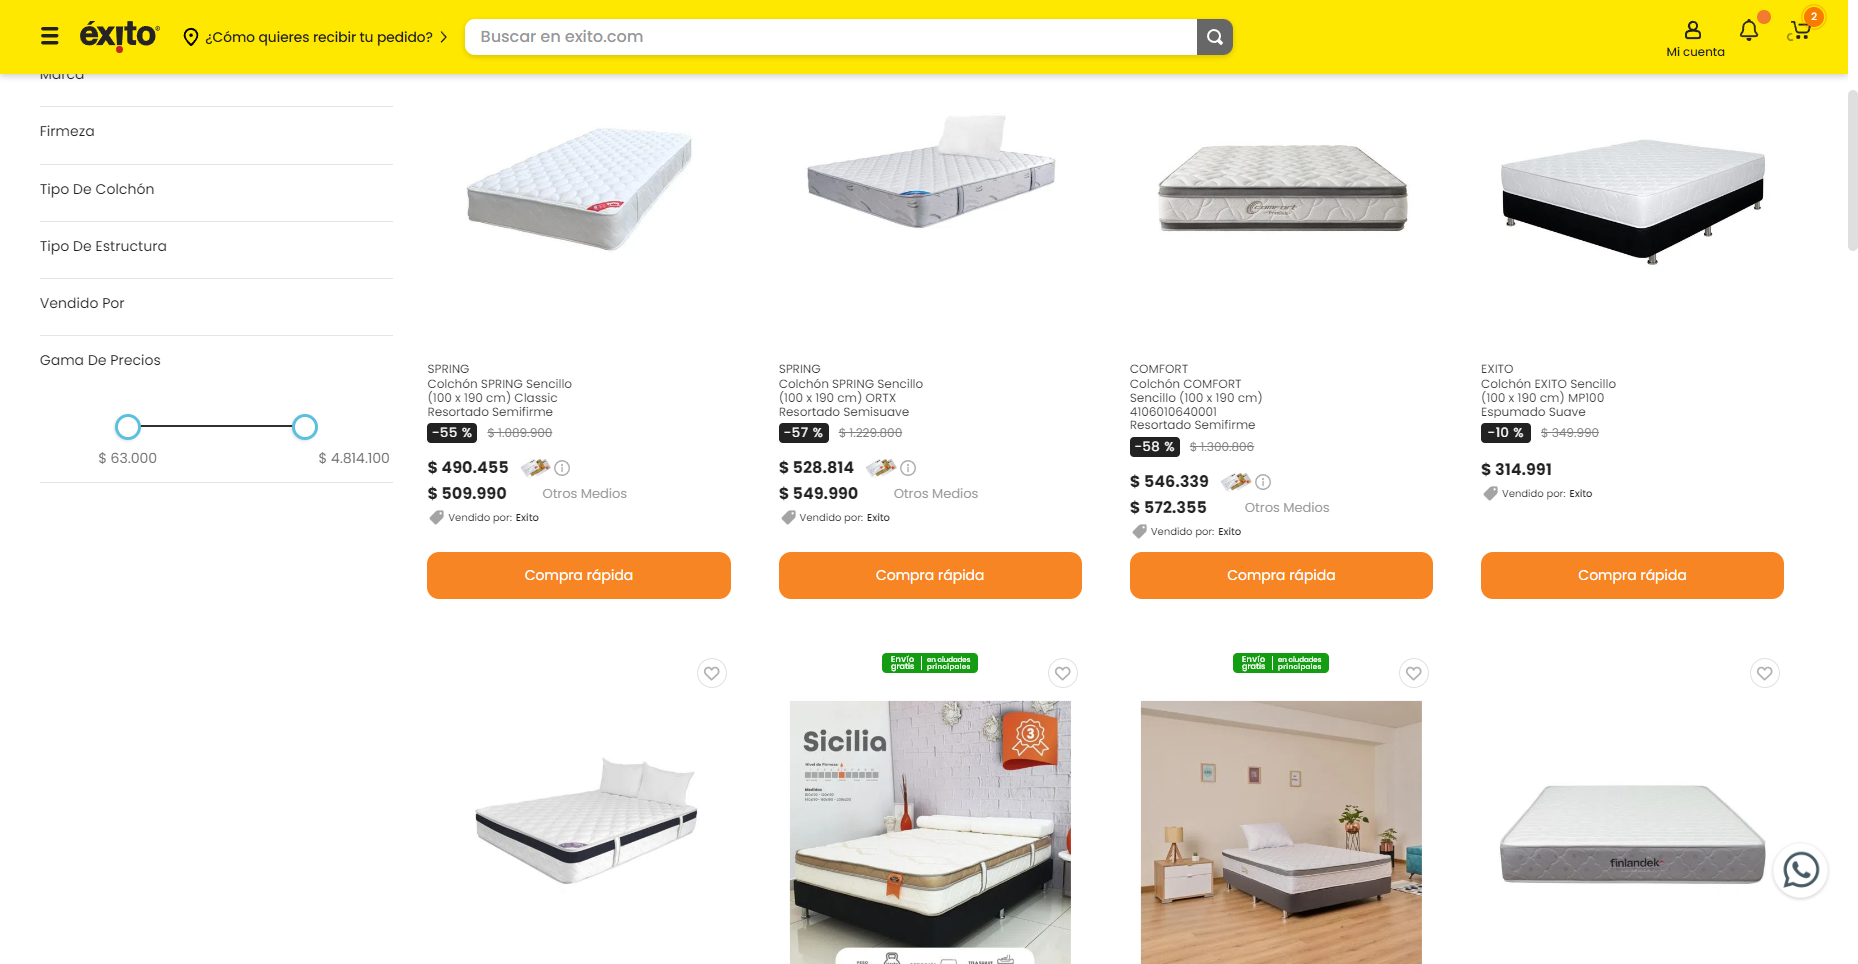 éxito
¿Cómo quieres recibir tu pedido?
Buscar en exito.com
Mi cuenta
2
Marca
Firmeza
Tipo De Colchón
Tipo De Estructura
Vendido Por
Gama De Precios
$ 63.000
$ 4.814.100
SPRING
Colchón SPRING Sencillo
(100 x 190 cm) Classic
Resortado Semifirme
-55 % $ 1.089.900
$ 490.455
$ 509.990 Otros Medios
Vendido por: Exito
Compra rápida
SPRING
Colchón SPRING Sencillo
(100 x 190 cm) ORTX
Resortado Semisuave
-57 % $ 1.229.800
$ 528.814
$ 549.990 Otros Medios
Vendido por: Exito
Compra rápida
COMFORT
Colchón COMFORT
Sencillo (100 x 190 cm)
4106010640001
Resortado Semifirme
-58 % $ 1.300.806
$ 546.339
$ 572.355 Otros Medios
Vendido por: Exito
Compra rápida
EXITO
Colchón EXITO Sencillo
(100 x 190 cm) MP100
Espumado Suave
-10 % $ 349.990
$ 314.991
Vendido por: Exito
Compra rápida
Envío gratis
en ciudades principales
Sicilia
Nivel de Firmeza
Medidas
3
Envío gratis
en ciudades principales
finlandek